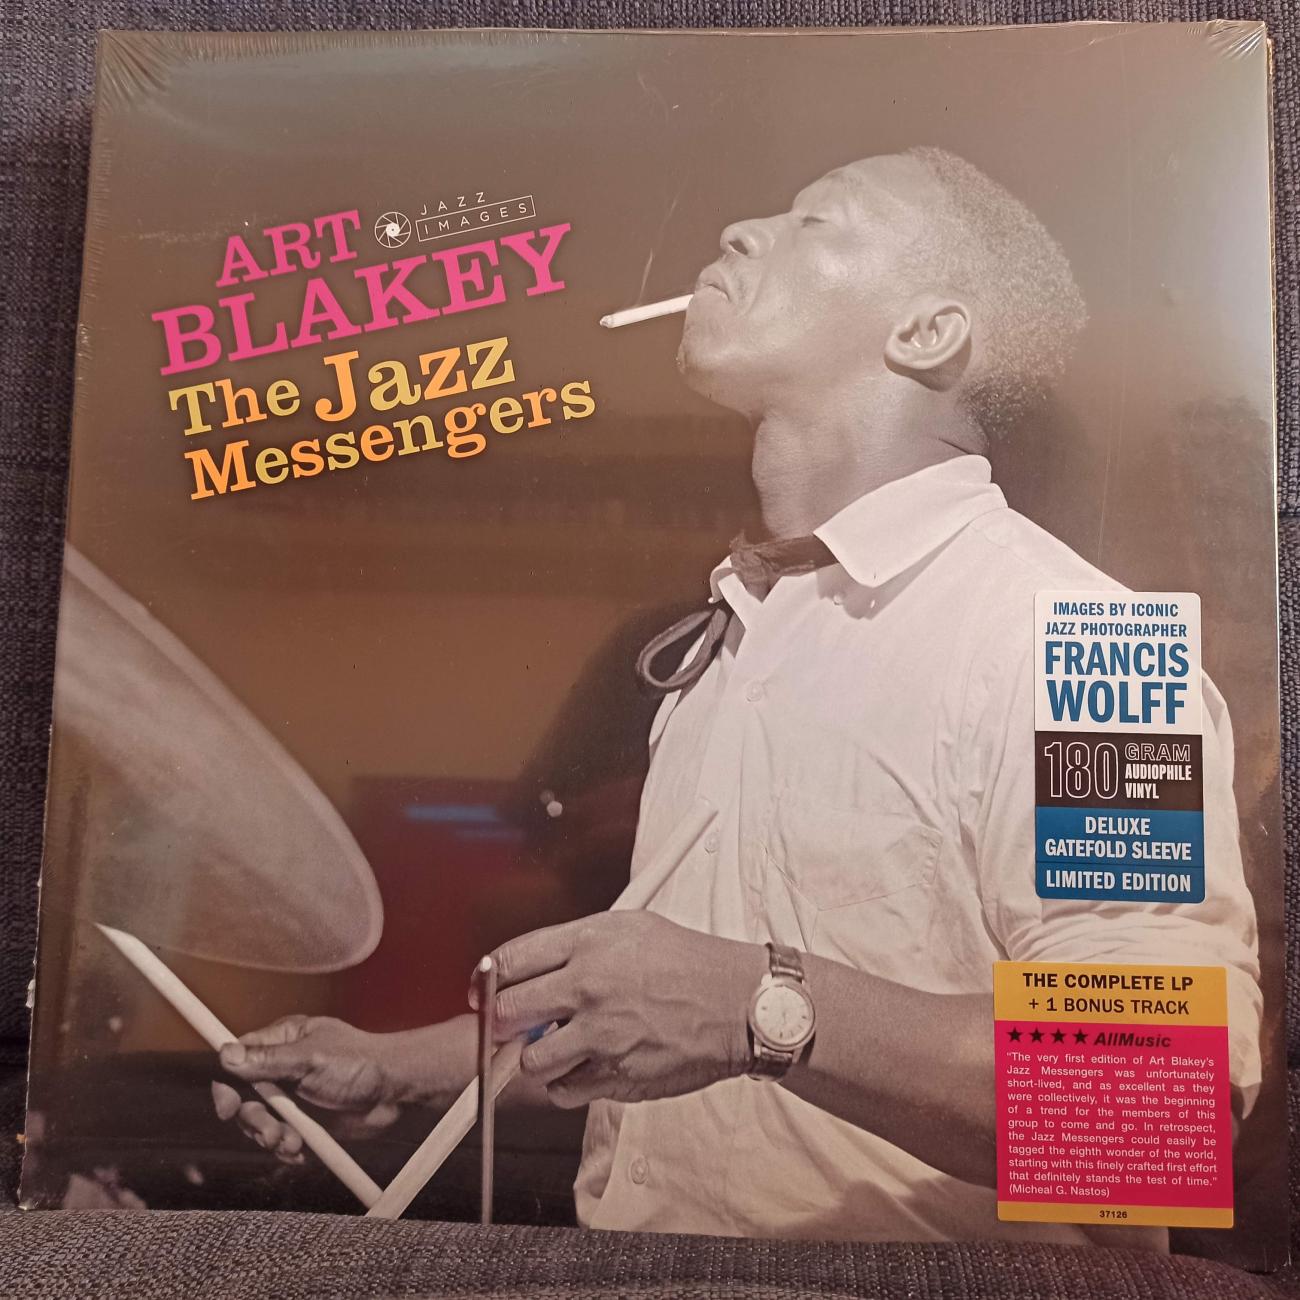 ART
JAZZ
IMAGES
BLAKEY
The Jazz
Messengers
IMAGES BY ICONIC
JAZZ PHOTOGRAPHER
FRANCIS
WOLFF
180 GRAM
AUDIOPHILE
VINYL
DELUXE
GATEFOLD SLEEVE
LIMITED EDITION
THE COMPLETE LP
+ 1 BONUS TRACK
★★★★ AllMusic
"The very first edition of Art Blakey's
Jazz Messengers was unfortunately
short-lived, and as excellent as they
were collectively, it was the beginning
of a trend for the members of this
group to come and go. In retrospect,
the Jazz Messengers could easily be
tagged the eighth wonder of the world,
starting with this finely crafted first effort
that definitely stands the test of time."
(Micheal G. Nastos)
37126